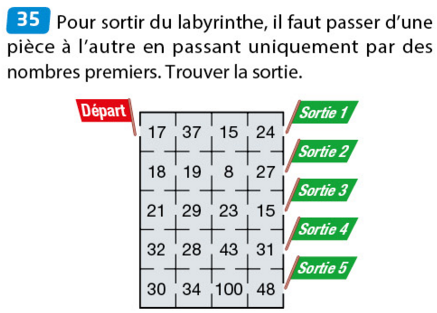 35 Pour sortir du labyrinthe, il faut passer d'une
pièce à l'autre en passant uniquement par des
nombres premiers. Trouver la sortie.
Départ
Sortie 1
17 37 15 24
Sortie 2
18 19 8 27
Sortie 3
21 29 23 15
Sortie 4
32 28 43 31
Sortie 5
30 34 100 48